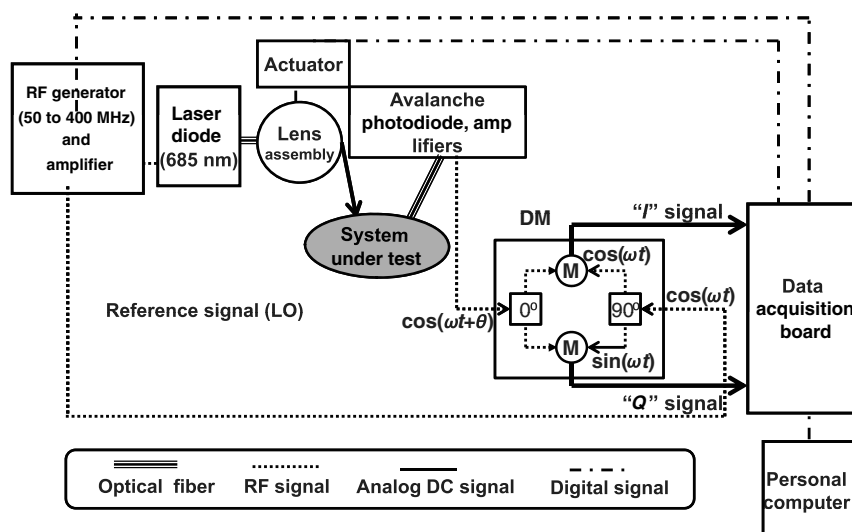 RF generator
(50 to 400 MHz)
and
amplifier
Laser
diode
(685 nm)
Actuator
Lens
assembly
Avalanche
photodiode, amp
lifiers
System
under test
DM
"I" signal
cos(ωt)
M
0º
90º
cos(ωt)
cos(ωt+θ)
M
sin(ωt)
"Q" signal
Reference signal (LO)
Data
acquisition
board
Personal
computer
Optical fiber
RF signal
Analog DC signal
Digital signal